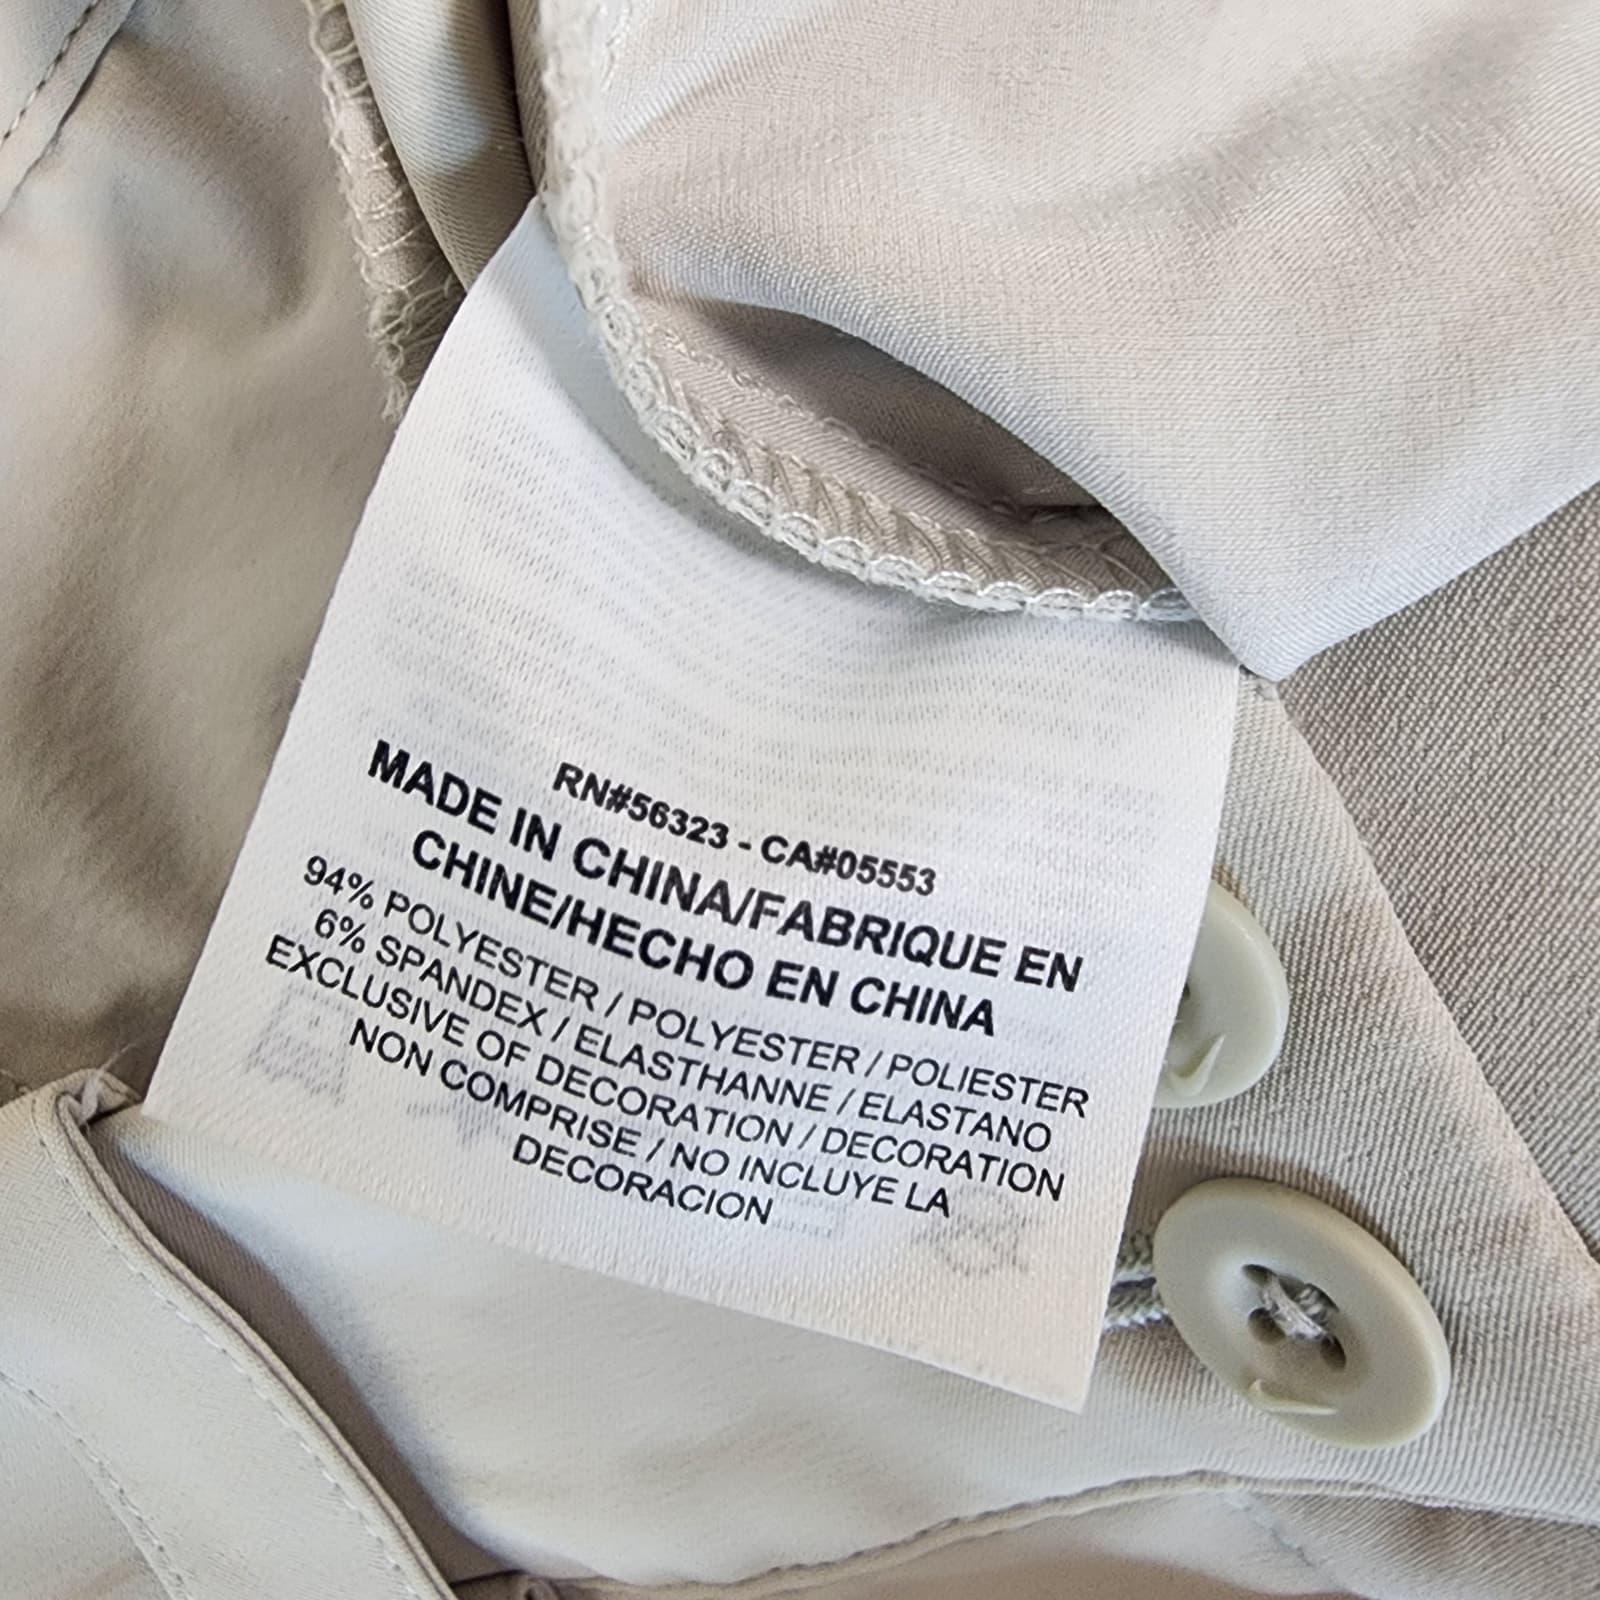 RN#56323 - CA#05553
MADE IN CHINA/FABRIQUE EN
CHINE/HECHO EN CHINA
94% POLYESTER / POLYESTER / POLIESTER
6% SPANDEX / ELASTHANNE / ELASTANO
EXCLUSIVE OF DECORATION / DECORATION
NON COMPRISE / NO INCLUYE LA
DECORACION